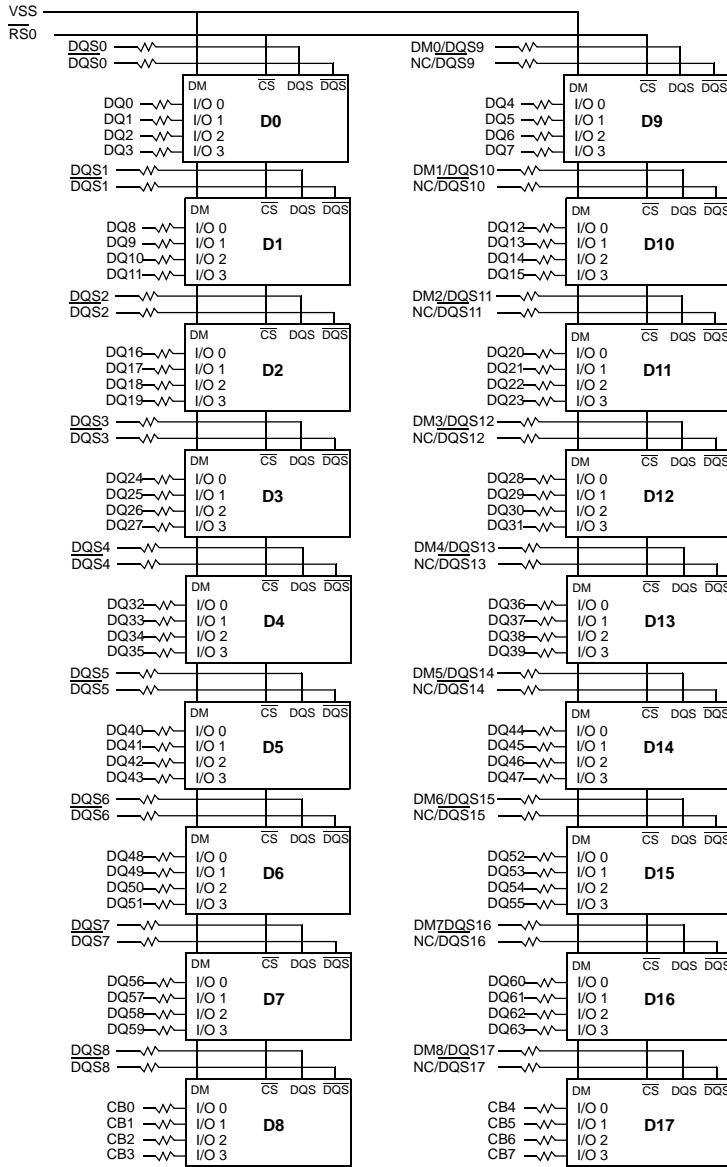 VSS
RS0
DQS0
DQS0
DM CS DQS DQS
DQ0 I/O 0
DQ1 I/O 1 D0
DQ2 I/O 2
DQ3 I/O 3
DQS1
DQS1
DM CS DQS DQS
DQ8 I/O 0
DQ9 I/O 1 D1
DQ10 I/O 2
DQ11 I/O 3
DQS2
DQS2
DM CS DQS DQS
DQ16 I/O 0
DQ17 I/O 1 D2
DQ18 I/O 2
DQ19 I/O 3
DQS3
DQS3
DM CS DQS DQS
DQ24 I/O 0
DQ25 I/O 1 D3
DQ26 I/O 2
DQ27 I/O 3
DQS4
DQS4
DM CS DQS DQS
DQ32 I/O 0
DQ33 I/O 1 D4
DQ34 I/O 2
DQ35 I/O 3
DQS5
DQS5
DM CS DQS DQS
DQ40 I/O 0
DQ41 I/O 1 D5
DQ42 I/O 2
DQ43 I/O 3
DQS6
DQS6
DM CS DQS DQS
DQ48 I/O 0
DQ49 I/O 1 D6
DQ50 I/O 2
DQ51 I/O 3
DQS7
DQS7
DM CS DQS DQS
DQ56 I/O 0
DQ57 I/O 1 D7
DQ58 I/O 2
DQ59 I/O 3
DQS8
DQS8
DM CS DQS DQS
CB0 I/O 0
CB1 I/O 1 D8
CB2 I/O 2
CB3 I/O 3
DM0/DQS9
NC/DQS9
DM CS DQS DQS
DQ4 I/O 0
DQ5 I/O 1 D9
DQ6 I/O 2
DQ7 I/O 3
DM1/DQS10
NC/DQS10
DM CS DQS DQS
DQ12 I/O 0
DQ13 I/O 1 D10
DQ14 I/O 2
DQ15 I/O 3
DM2/DQS11
NC/DQS11
DM CS DQS DQS
DQ20 I/O 0
DQ21 I/O 1 D11
DQ22 I/O 2
DQ23 I/O 3
DM3/DQS12
NC/DQS12
DM CS DQS DQS
DQ28 I/O 0
DQ29 I/O 1 D12
DQ30 I/O 2
DQ31 I/O 3
DM4/DQS13
NC/DQS13
DM CS DQS DQS
DQ36 I/O 0
DQ37 I/O 1 D13
DQ38 I/O 2
DQ39 I/O 3
DM5/DQS14
NC/DQS14
DM CS DQS DQS
DQ44 I/O 0
DQ45 I/O 1 D14
DQ46 I/O 2
DQ47 I/O 3
DM6/DQS15
NC/DQS15
DM CS DQS DQS
DQ52 I/O 0
DQ53 I/O 1 D15
DQ54 I/O 2
DQ55 I/O 3
DM7DQS16
NC/DQS16
DM CS DQS DQS
DQ60 I/O 0
DQ61 I/O 1 D16
DQ62 I/O 2
DQ63 I/O 3
DM8/DQS17
NC/DQS17
DM CS DQS DQS
CB4 I/O 0
CB5 I/O 1 D17
CB6 I/O 2
CB7 I/O 3